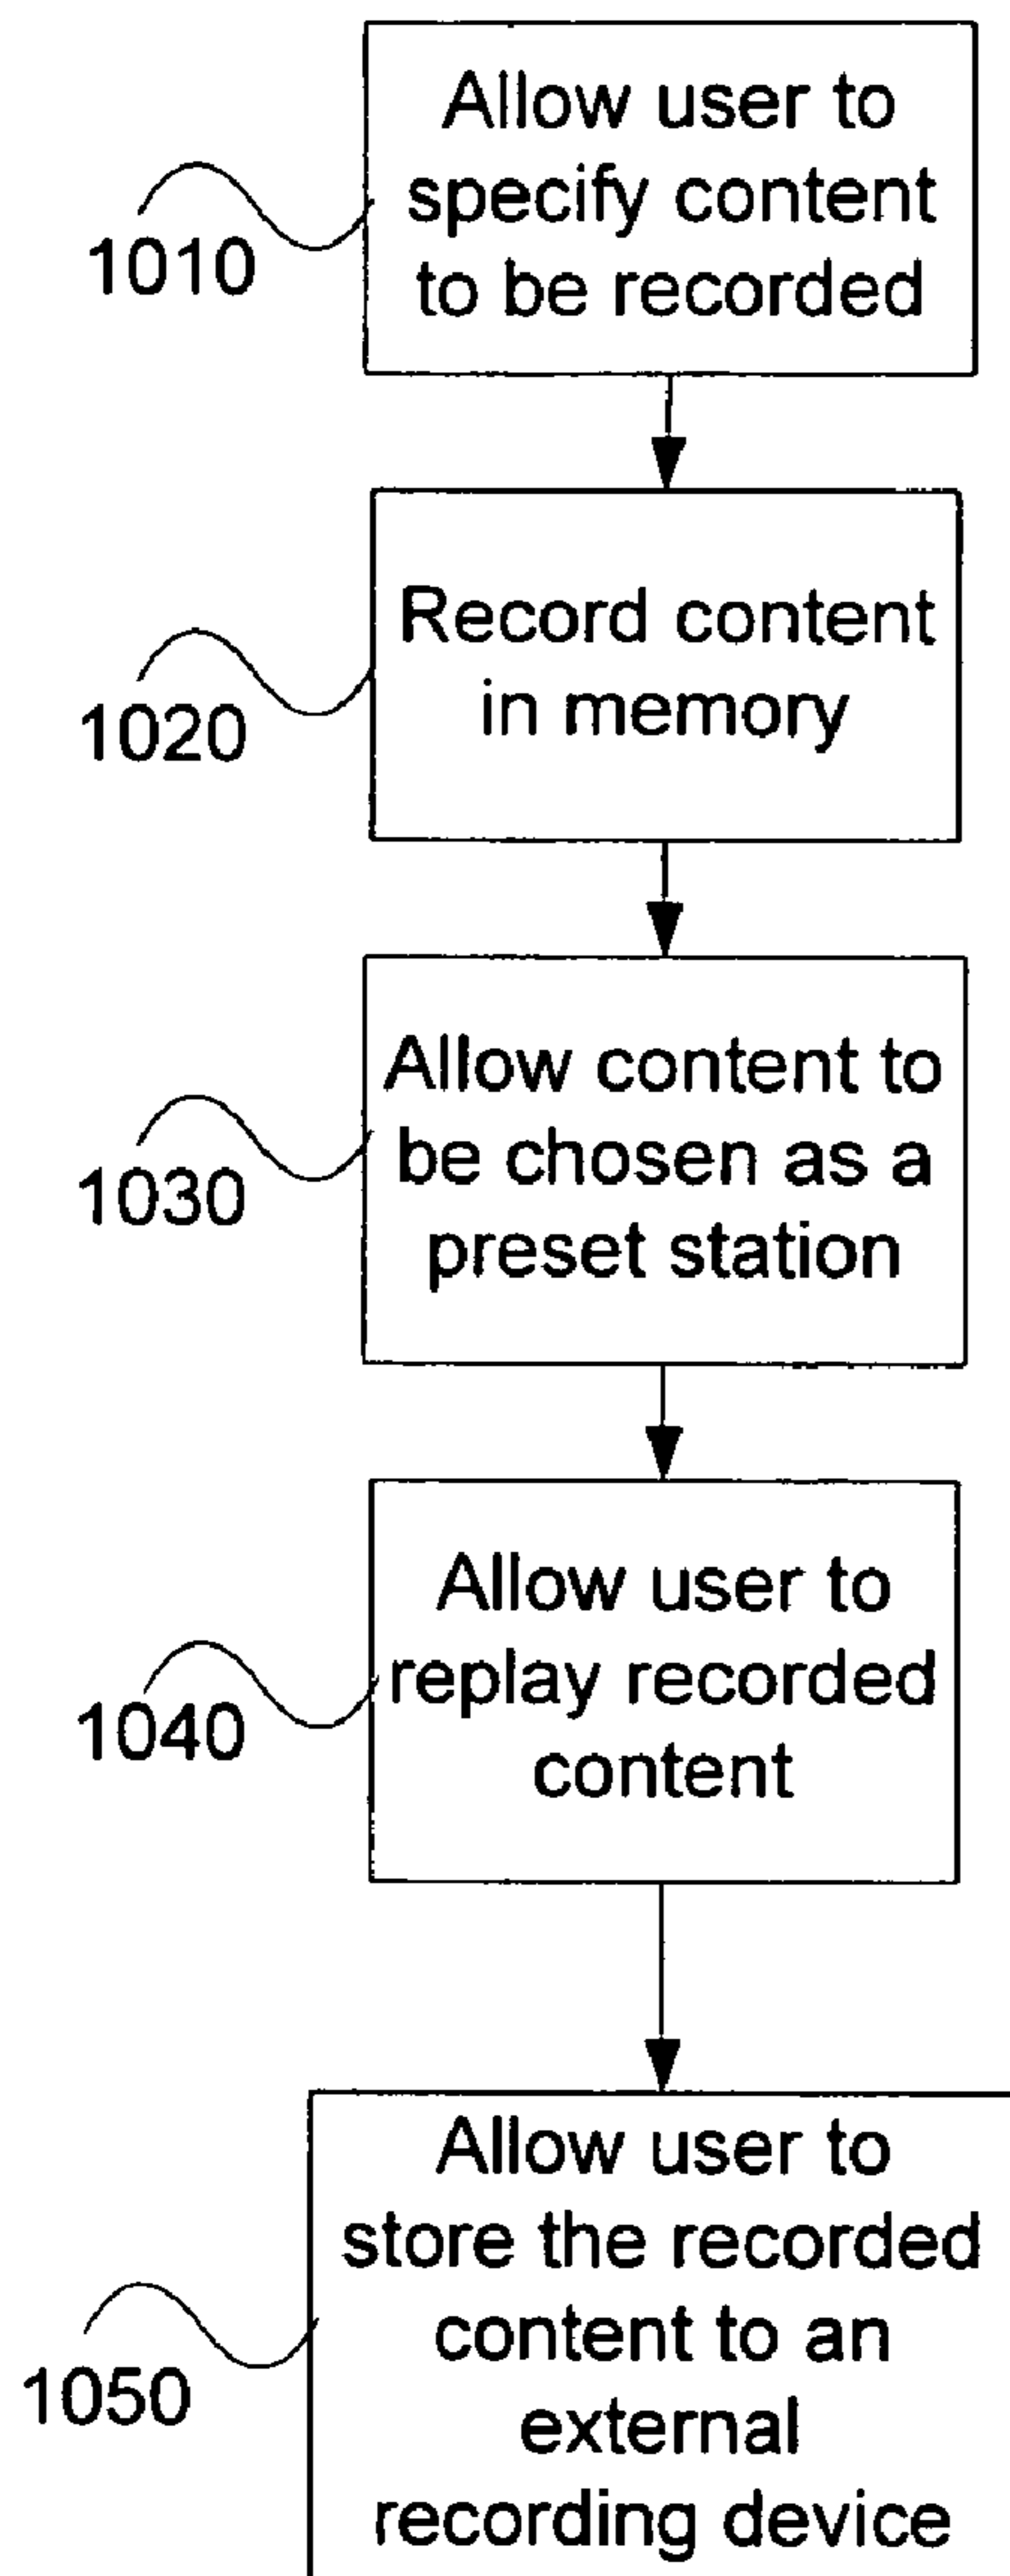 Allow user to
specify content
to be recorded
1010
Record content
in memory
1020
Allow content to
be chosen as a
preset station
1030
Allow user to
replay recorded
content
1040
Allow user to
store the recorded
content to an
external
recording device
1050